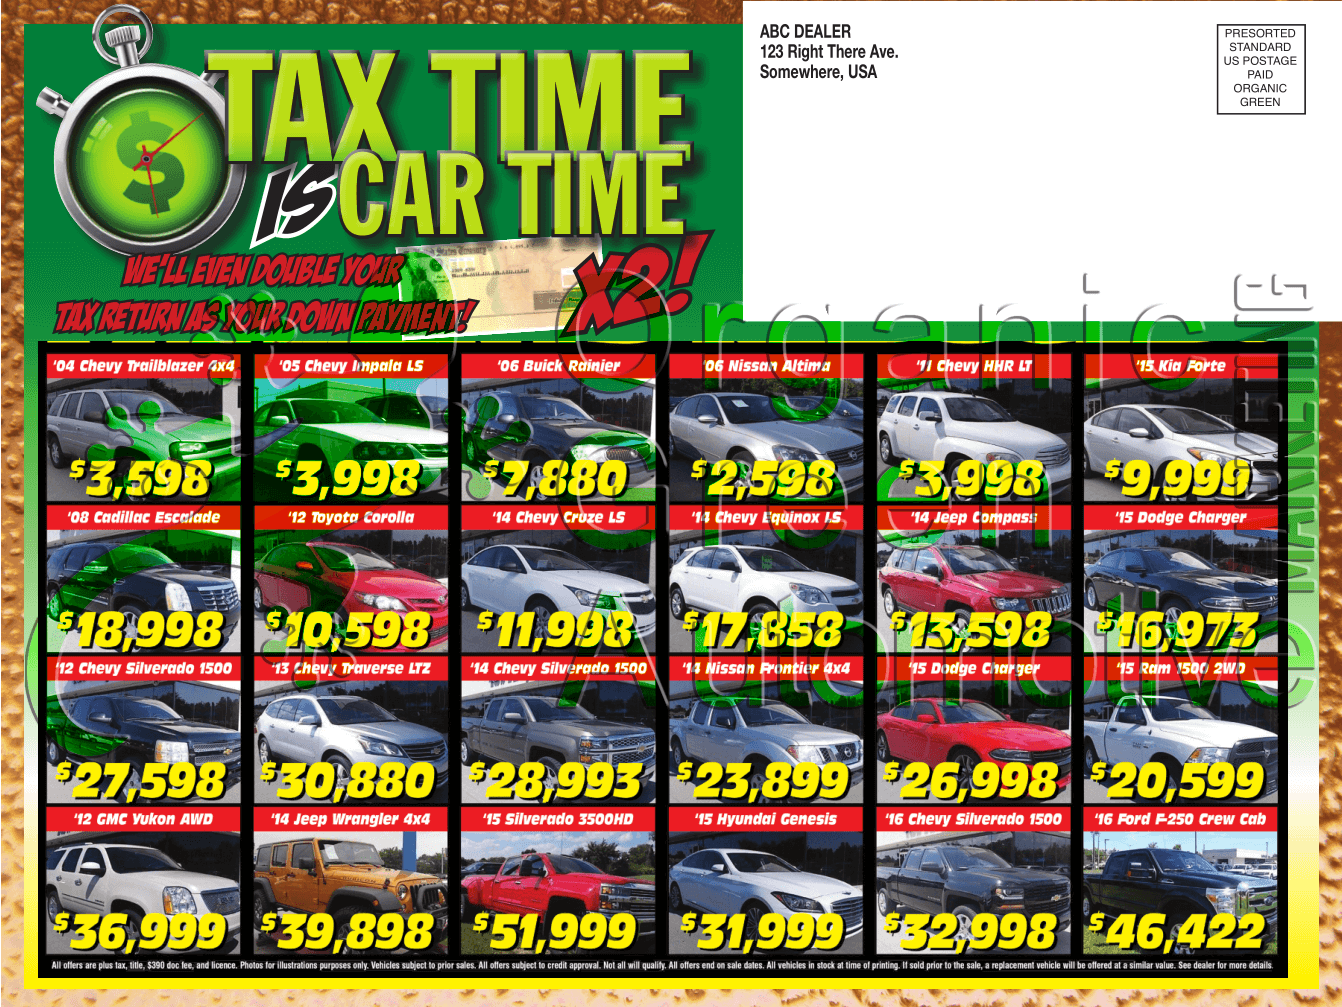 ABC DEALER
123 Right There Ave.
Somewhere, USA
PRESORTED
STANDARD
US POSTAGE
PAID
ORGANIC
GREEN
TAX TIME
IS CAR TIME
WE'LL EVEN DOUBLE YOUR
TAX RETURN AS YOUR DOWN PAYMENT!
X2!
Organic
Green
Automotive
MARKETING
'04 Chevy Trailblazer 4x4 '05 Chevy Impala LS '06 Buick Rainier '06 Nissan Altima '11 Chevy HHR LT '15 Kia Forte
$3,598 $3,998 $7,880 $2,598 $3,998 $9,999
'08 Cadillac Escalade '12 Toyota Corolla '14 Chevy Cruze LS '14 Chevy Equinox LS '14 Jeep Compass '15 Dodge Charger
$18,998 $10,598 $11,998 $17,858 $13,598 $16,973
'12 Chevy Silverado 1500 '13 Chevy Traverse LTZ '14 Chevy Silverado 1500 '14 Nissan Frontier 4x4 '15 Dodge Charger '15 Ram 1500 2WD
$27,598 $30,880 $28,993 $23,899 $26,998 $20,599
'12 GMC Yukon AWD '14 Jeep Wrangler 4x4 '15 Silverado 3500HD '15 Hyundai Genesis '16 Chevy Silverado 1500 '16 Ford F-250 Crew Cab
$36,999 $39,898 $51,999 $31,999 $32,998 $46,422
All offers are plus tax, title, $390 doc fee, and licence. Photos for illustrations purposes only. Vehicles subject to prior sales. All offers subject to credit approval. Not all will qualify. All offers end on sale dates. All vehicles in stock at time of printing. If sold prior to the sale, a replacement vehicle will be offered at a similar value. See dealer for more details.